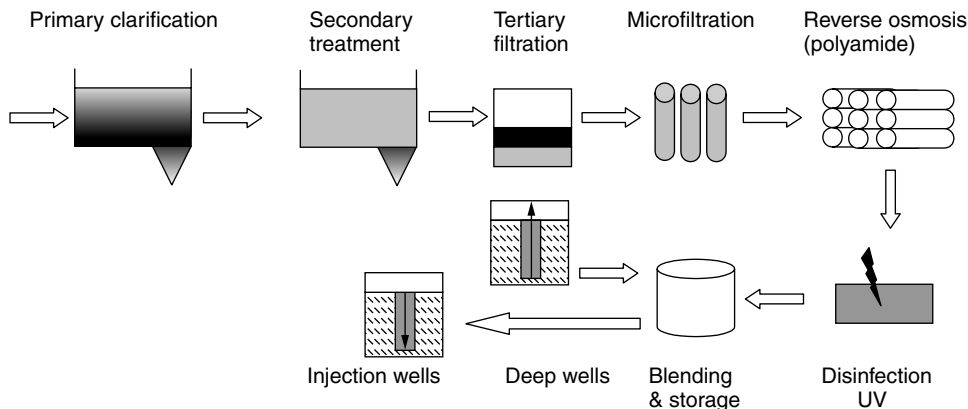 Primary clarification
Secondary
treatment
Tertiary
filtration
Microfiltration
Reverse osmosis
(polyamide)
Injection wells
Deep wells
Blending
& storage
Disinfection
UV